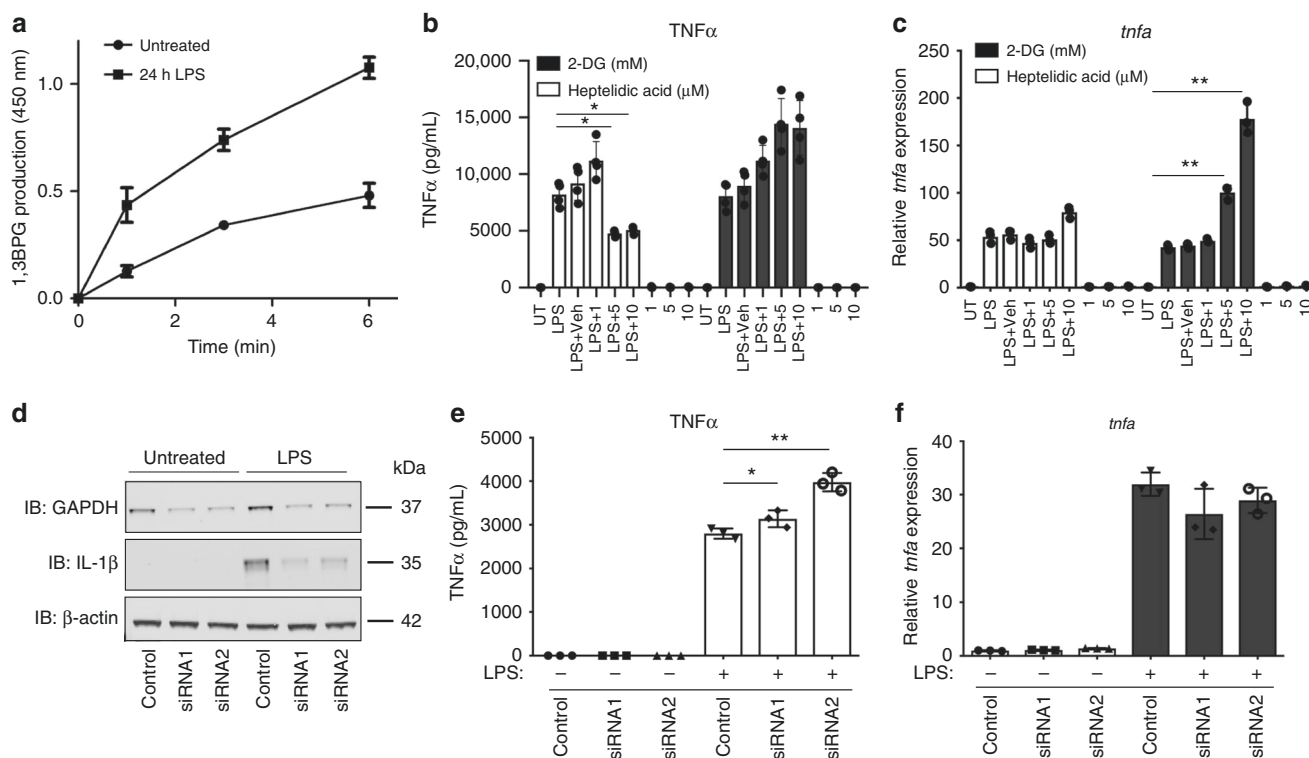 a
Untreated
24 h LPS
1,3BPG production (450 nm)
1.0
0.5
0.0
0 2 4 6
Time (min)
b
TNFα
2-DG (mM)
Heptelidic acid (μM)
TNFα (pg/mL)
20,000
15,000
10,000
5000
0
*
*
UT LPS LPS+Veh LPS+1 LPS+5 LPS+10 1 5 10 UT LPS LPS+Veh LPS+1 LPS+5 LPS+10 1 5 10
c
tnfa
2-DG (mM)
Heptelidic acid (μM)
Relative tnfa expression
250
200
150
100
50
0
**
**
UT LPS LPS+Veh LPS+1 LPS+5 LPS+10 1 5 10 UT LPS LPS+Veh LPS+1 LPS+5 LPS+10 1 5 10
d
Untreated LPS kDa
IB: GAPDH 37
IB: IL-1β 35
IB: β-actin 42
Control siRNA1 siRNA2 Control siRNA1 siRNA2
e
TNFα
TNFα (pg/mL)
5000
4000
3000
2000
1000
0
**
*
LPS: – – – + + +
Control siRNA1 siRNA2 Control siRNA1 siRNA2
f
tnfa
Relative tnfa expression
40
30
20
10
0
LPS: – – – + + +
Control siRNA1 siRNA2 Control siRNA1 siRNA2